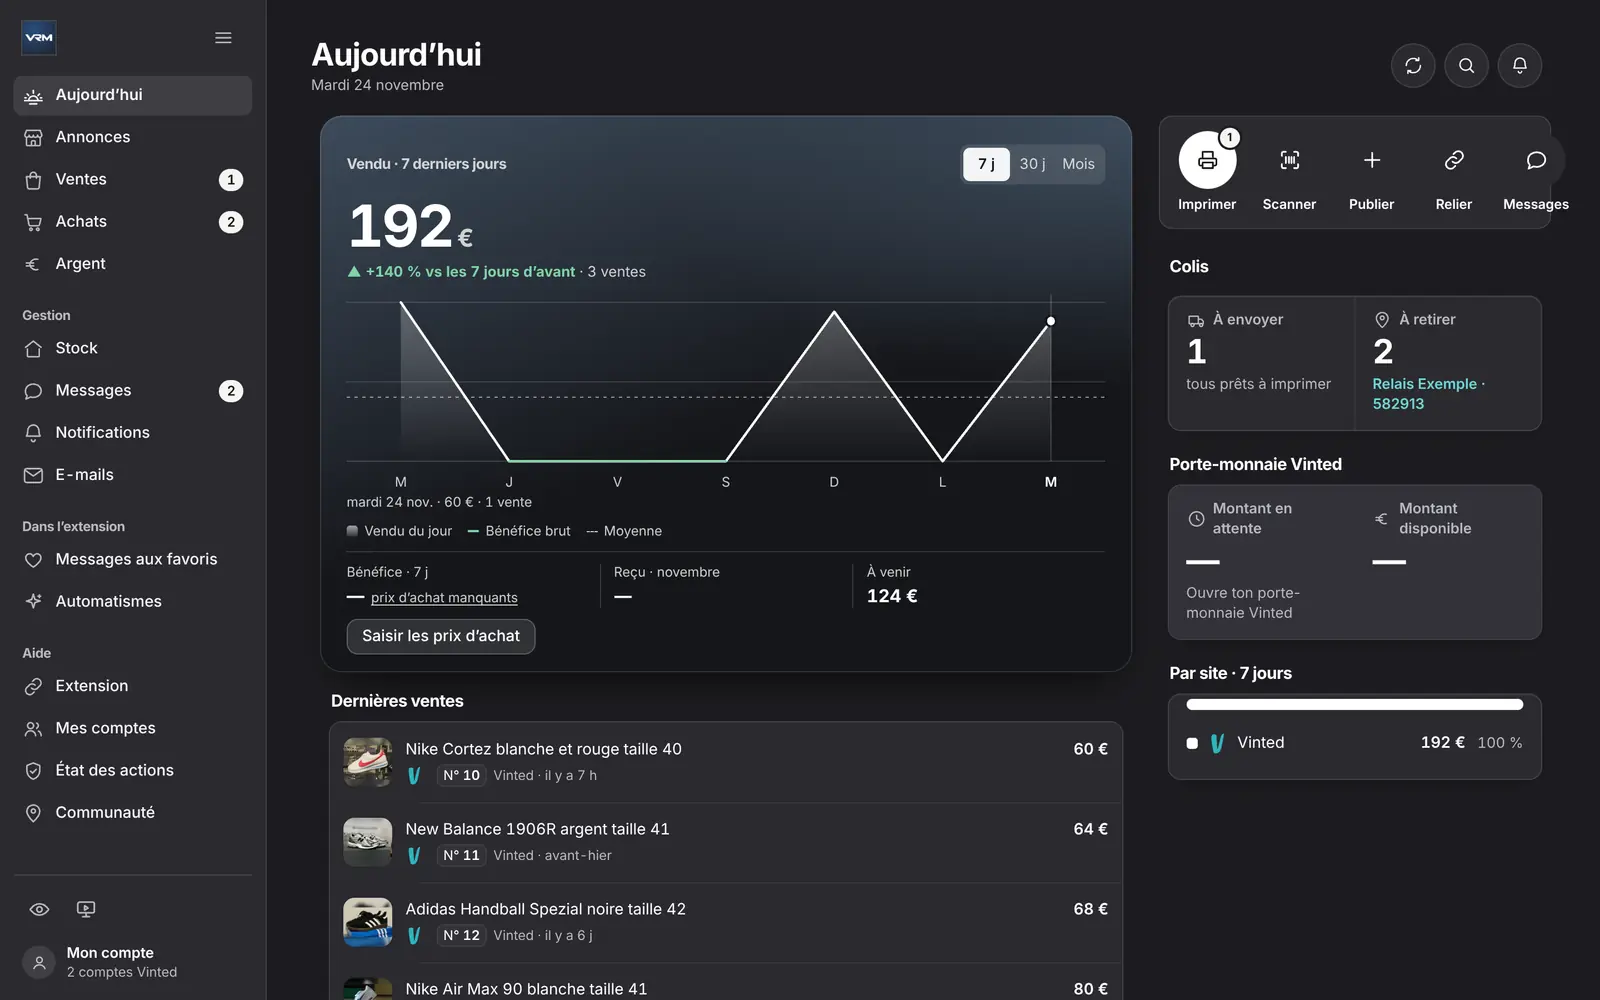 VRM
Aujourd’hui
Annonces
Ventes 1
Achats 2
Argent
Gestion
Stock
Messages 2
Notifications
E-mails
Dans l’extension
Messages aux favoris
Automatismes
Aide
Extension
Mes comptes
État des actions
Communauté
Mon compte
2 comptes Vinted
Aujourd’hui
Mardi 24 novembre
Vendu · 7 derniers jours
7 j 30 j Mois
192 €
▲ +140 % vs les 7 jours d’avant · 3 ventes
M J V S D L M
mardi 24 nov. · 60 € · 1 vente
Vendu du jour Bénéfice brut Moyenne
Bénéfice · 7 j
— prix d’achat manquants
Reçu · novembre
—
À venir
124 €
Saisir les prix d’achat
Dernières ventes
Nike Cortez blanche et rouge taille 40 60 €
N° 10 Vinted · il y a 7 h
New Balance 1906R argent taille 41 64 €
N° 11 Vinted · avant-hier
Adidas Handball Spezial noire taille 42 68 €
N° 12 Vinted · il y a 6 j
Nike Air Max 90 blanche taille 41 80 €
1
Imprimer Scanner Publier Relier Messages
Colis
À envoyer
1
tous prêts à imprimer
À retirer
2
Relais Exemple ·
582913
Porte-monnaie Vinted
Montant en
attente
—
Ouvre ton porte-
monnaie Vinted
Montant
disponible
—
Par site · 7 jours
Vinted 192 € 100 %